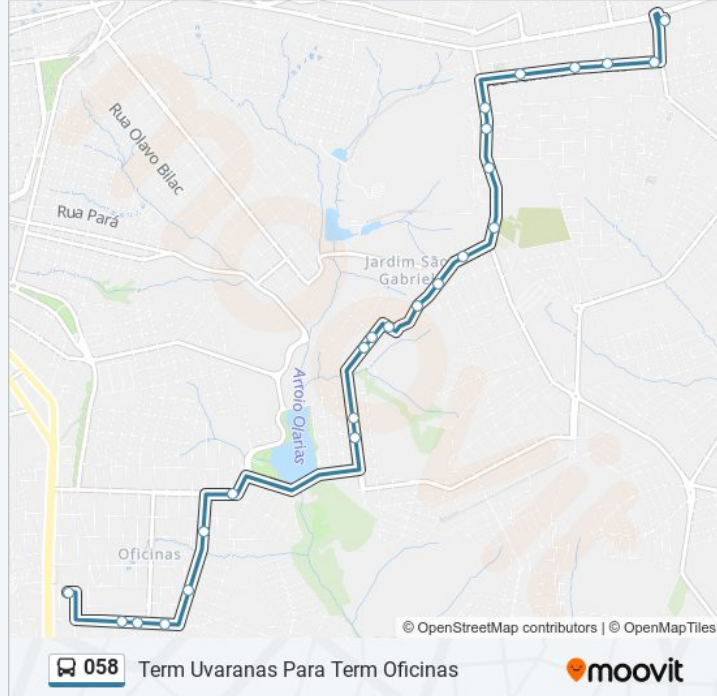 Rua Olavo Bilac
Rua Pará
Jardim São
Gabriel
Arroio Olarias
Oficinas
© OpenStreetMap contributors | © OpenMapTiles
058 Term Uvaranas Para Term Oficinas
moovit